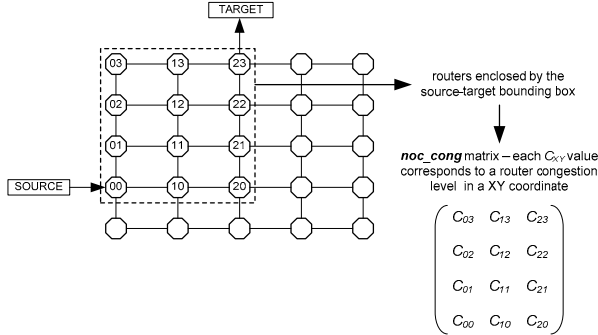 TARGET
03 13 23
02 12 22
01 11 21
SOURCE 00 10 20
routers enclosed by the
source-target bounding box
noc_cong matrix – each CXY value
corresponds to a router congestion
level in a XY coordinate
C03 C13 C23
C02 C12 C22
C01 C11 C21
C00 C10 C20